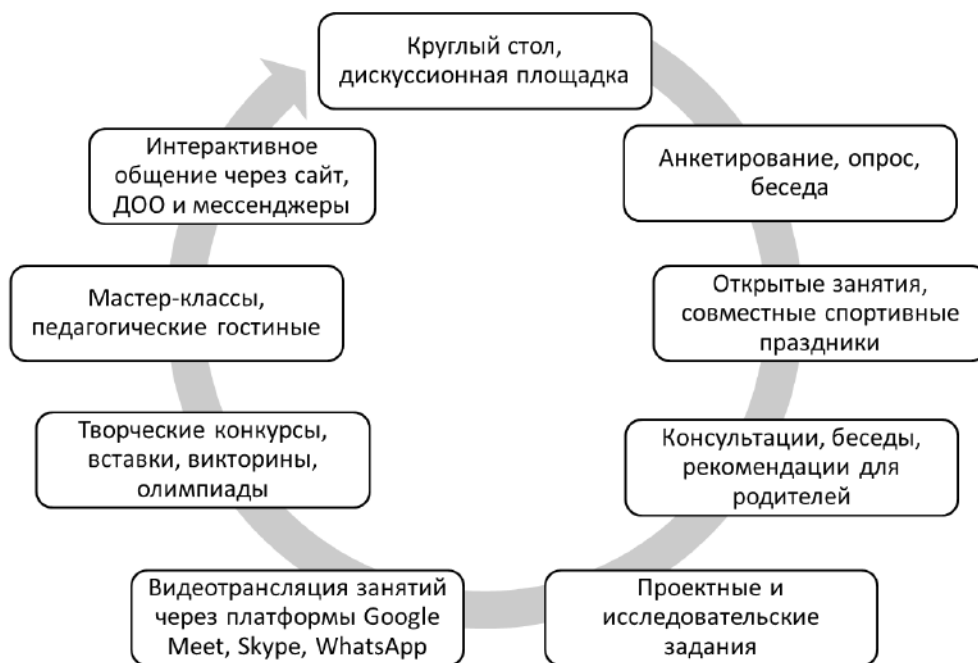 Круглый стол,
дискуссионная площадка
Анкетирование, опрос,
беседа
Открытые занятия,
совместные спортивные
праздники
Консультации, беседы,
рекомендации для
родителей
Проектные и
исследовательские
задания
Видеотрансляция занятий
через платформы Google
Meet, Skype, WhatsApp
Творческие конкурсы,
вставки, викторины,
олимпиады
Мастер-классы,
педагогические гостиные
Интерактивное
общение через сайт,
ДОО и мессенджеры